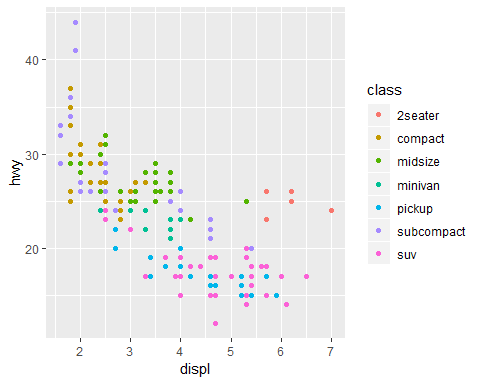 hwy
40
30
20
2 3 4 5 6 7
displ
class
2seater
compact
midsize
minivan
pickup
subcompact
suv